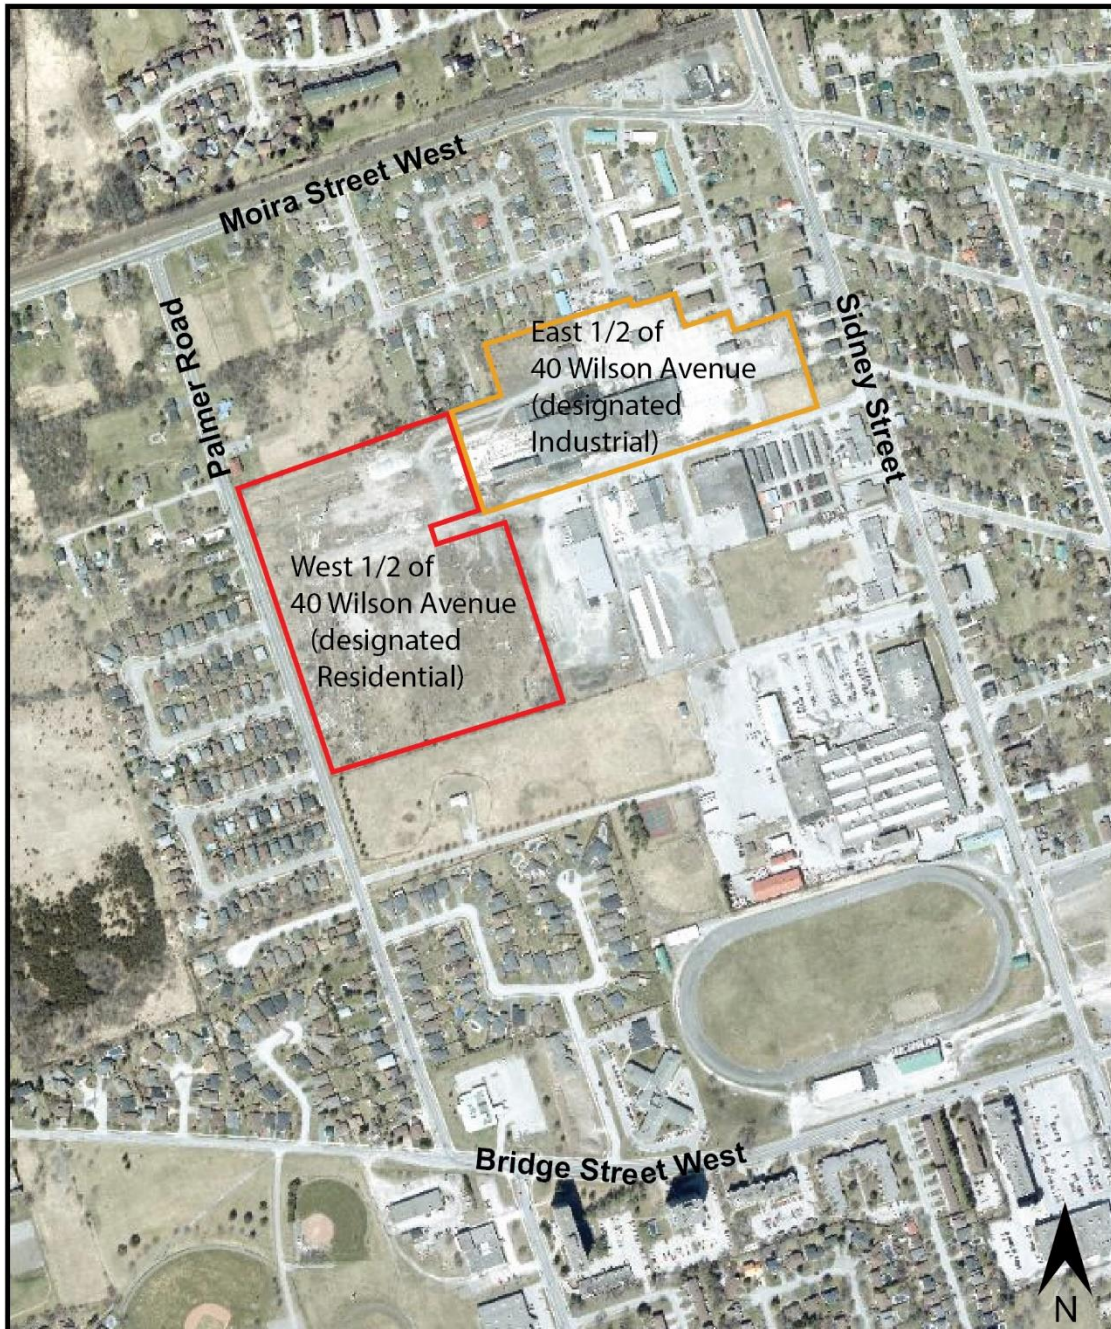 Moira Street West
Palmer Road
Sidney Street
East 1/2 of
40 Wilson Avenue
(designated
Industrial)
West 1/2 of
40 Wilson Avenue
(designated
Residential)
Bridge Street West
N